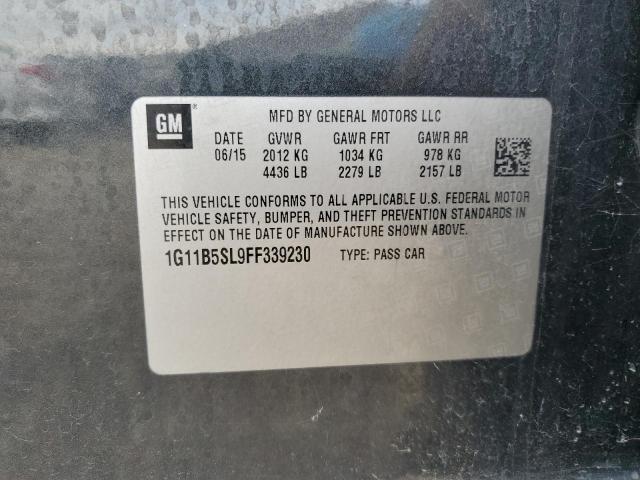 GM ® MFD BY GENERAL MOTORS LLC
DATE GVWR GAWR FRT GAWR RR
06/15 2012 KG 1034 KG 978 KG
4436 LB 2279 LB 2157 LB
THIS VEHICLE CONFORMS TO ALL APPLICABLE U.S. FEDERAL MOTOR
VEHICLE SAFETY, BUMPER, AND THEFT PREVENTION STANDARDS IN
EFFECT ON THE DATE OF MANUFACTURE SHOWN ABOVE.
1G11B5SL9FF339230 TYPE: PASS CAR